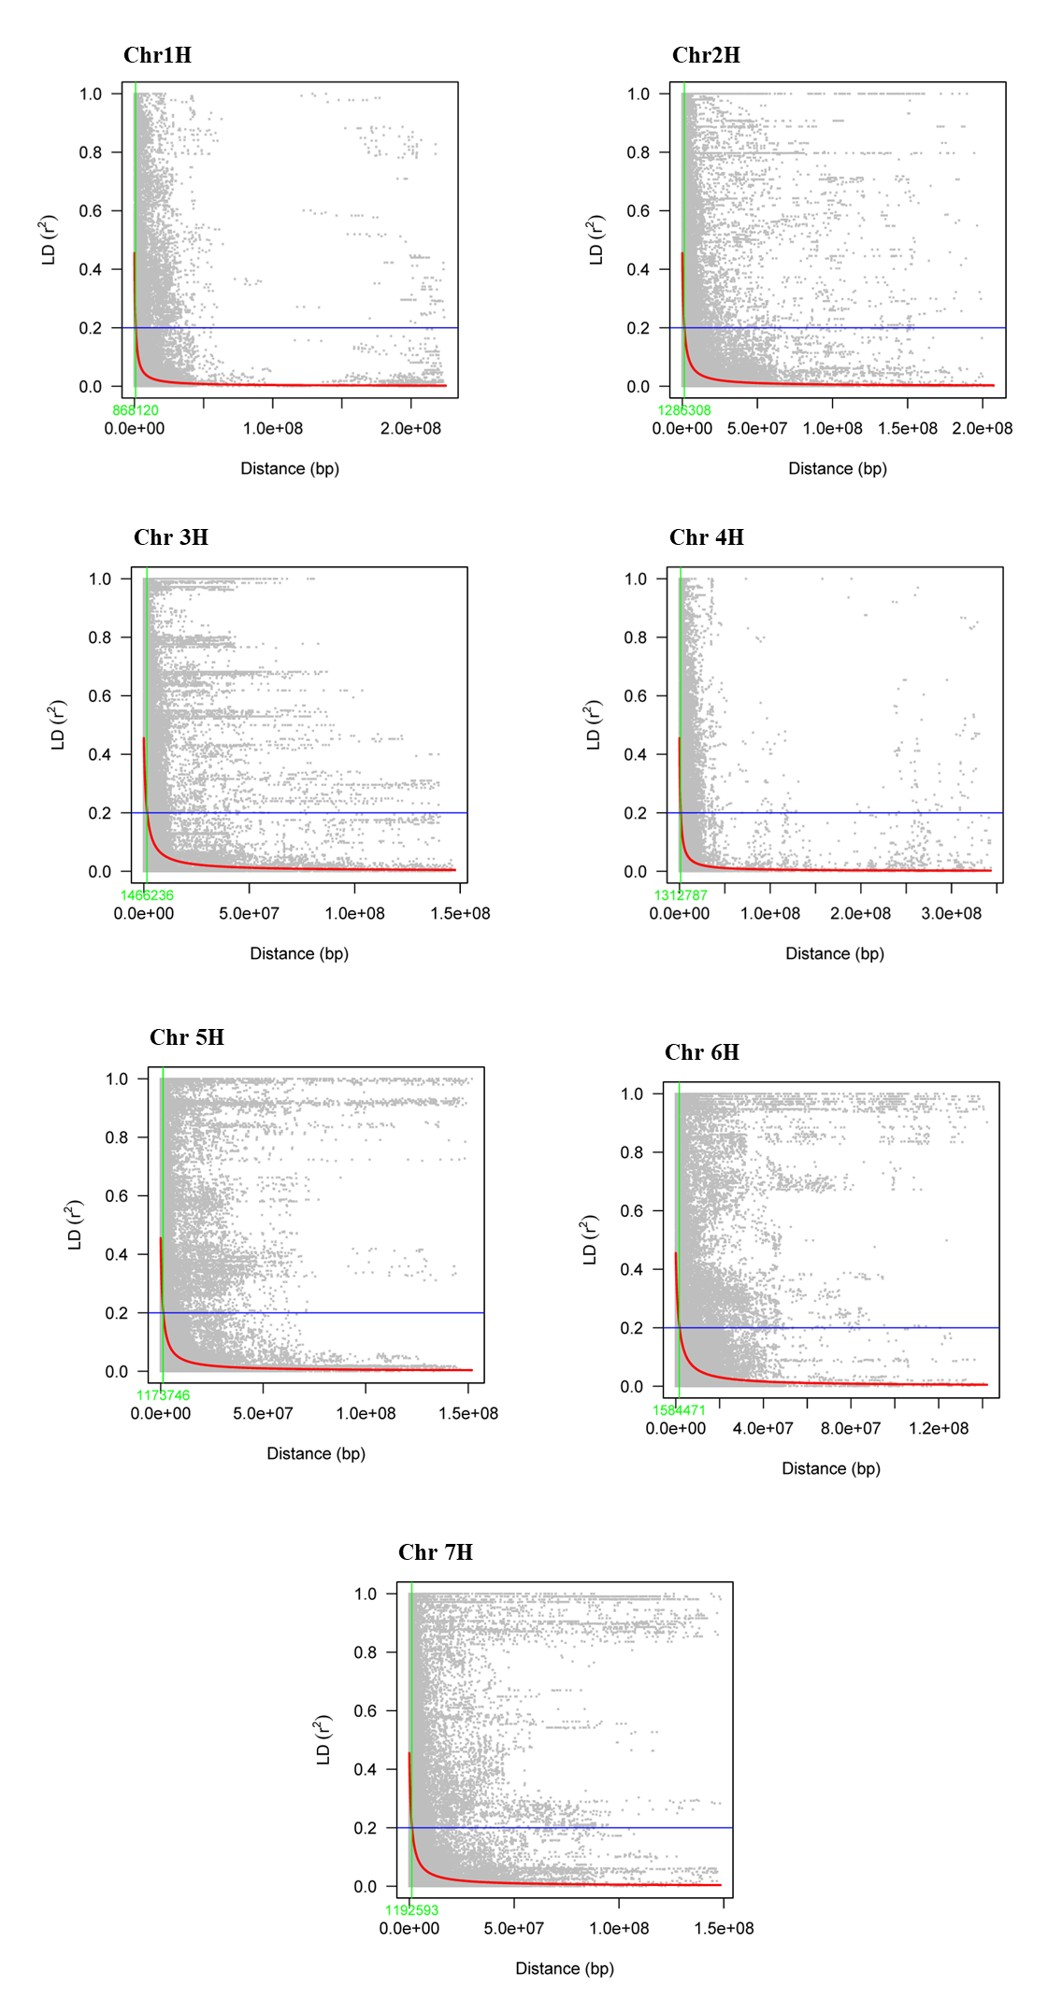 Chr1H
1.0
0.8
0.6
0.4
0.2
0.0
LD (r²)
868120
0.0e+00 1.0e+08 2.0e+08
Distance (bp)
Chr2H
1.0
0.8
0.6
0.4
0.2
0.0
LD (r²)
1286308
0.0e+00 5.0e+07 1.0e+08 1.5e+08 2.0e+08
Distance (bp)
Chr 3H
1.0
0.8
0.6
0.4
0.2
0.0
LD (r²)
1466236
0.0e+00 5.0e+07 1.0e+08 1.5e+08
Distance (bp)
Chr 4H
1.0
0.8
0.6
0.4
0.2
0.0
LD (r²)
1312787
0.0e+00 1.0e+08 2.0e+08 3.0e+08
Distance (bp)
Chr 5H
1.0
0.8
0.6
0.4
0.2
0.0
LD (r²)
1173746
0.0e+00 5.0e+07 1.0e+08 1.5e+08
Distance (bp)
Chr 6H
1.0
0.8
0.6
0.4
0.2
0.0
LD (r²)
1584471
0.0e+00 4.0e+07 8.0e+07 1.2e+08
Distance (bp)
Chr 7H
1.0
0.8
0.6
0.4
0.2
0.0
LD (r²)
1192593
0.0e+00 5.0e+07 1.0e+08 1.5e+08
Distance (bp)